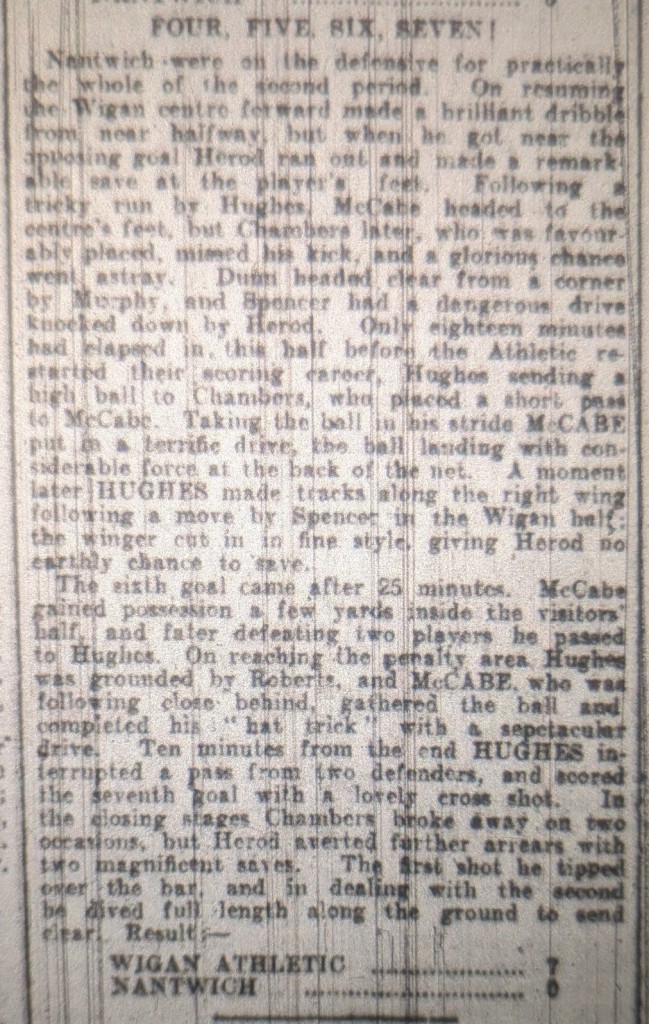 FOUR, FIVE, SIX, SEVEN!
Nantwich were on the defensive for practically
the whole of the second period. On resuming
the Wigan centre forward made a brilliant dribble
from near halfway, but when he got near the
opposing goal Herod ran out and made a remark-
able save at the player's feet. Following a
tricky run by Hughes, McCabe headed to the
centre's feet, but Chambers later, who was favour-
ably placed, missed his kick, and a glorious chance
went astray. Dunn headed clear from a corner
by Murphy, and Spencer had a dangerous drive
knocked down by Herod. Only eighteen minutes
had elapsed in this half before the Athletic re-
started their scoring career, Hughes sending a
high ball to Chambers, who placed a short pass
to McCabe. Taking the ball in his stride McCABE
put in a terrific drive, the ball landing with con-
siderable force at the back of the net. A moment
later HUGHES made tracks along the right wing
following a move by Spencer in the Wigan half;
the winger cut in in fine style, giving Herod no
earthly chance to save.
The sixth goal came after 25 minutes. McCabe
gained possession a few yards inside the visitors'
half, and fater defeating two players he passed
to Hughes. On reaching the penalty area Hughes
was grounded by Roberts, and McCABE, who was
following close behind, gathered the ball and
completed his "hat trick" with a sepctacular
drive. Ten minutes from the end HUGHES in-
terrupted a pass from two defenders, and scored
the seventh goal with a lovely cross shot. In
the closing stages Chambers broke away on two
occasions, but Herod averted further arrears with
two magnificent saves. The first shot he tipped
over the bar, and in dealing with the second
he dived full length along the ground to send
clear. Result:—
WIGAN ATHLETIC ..................... 7
NANTWICH ............................. 0